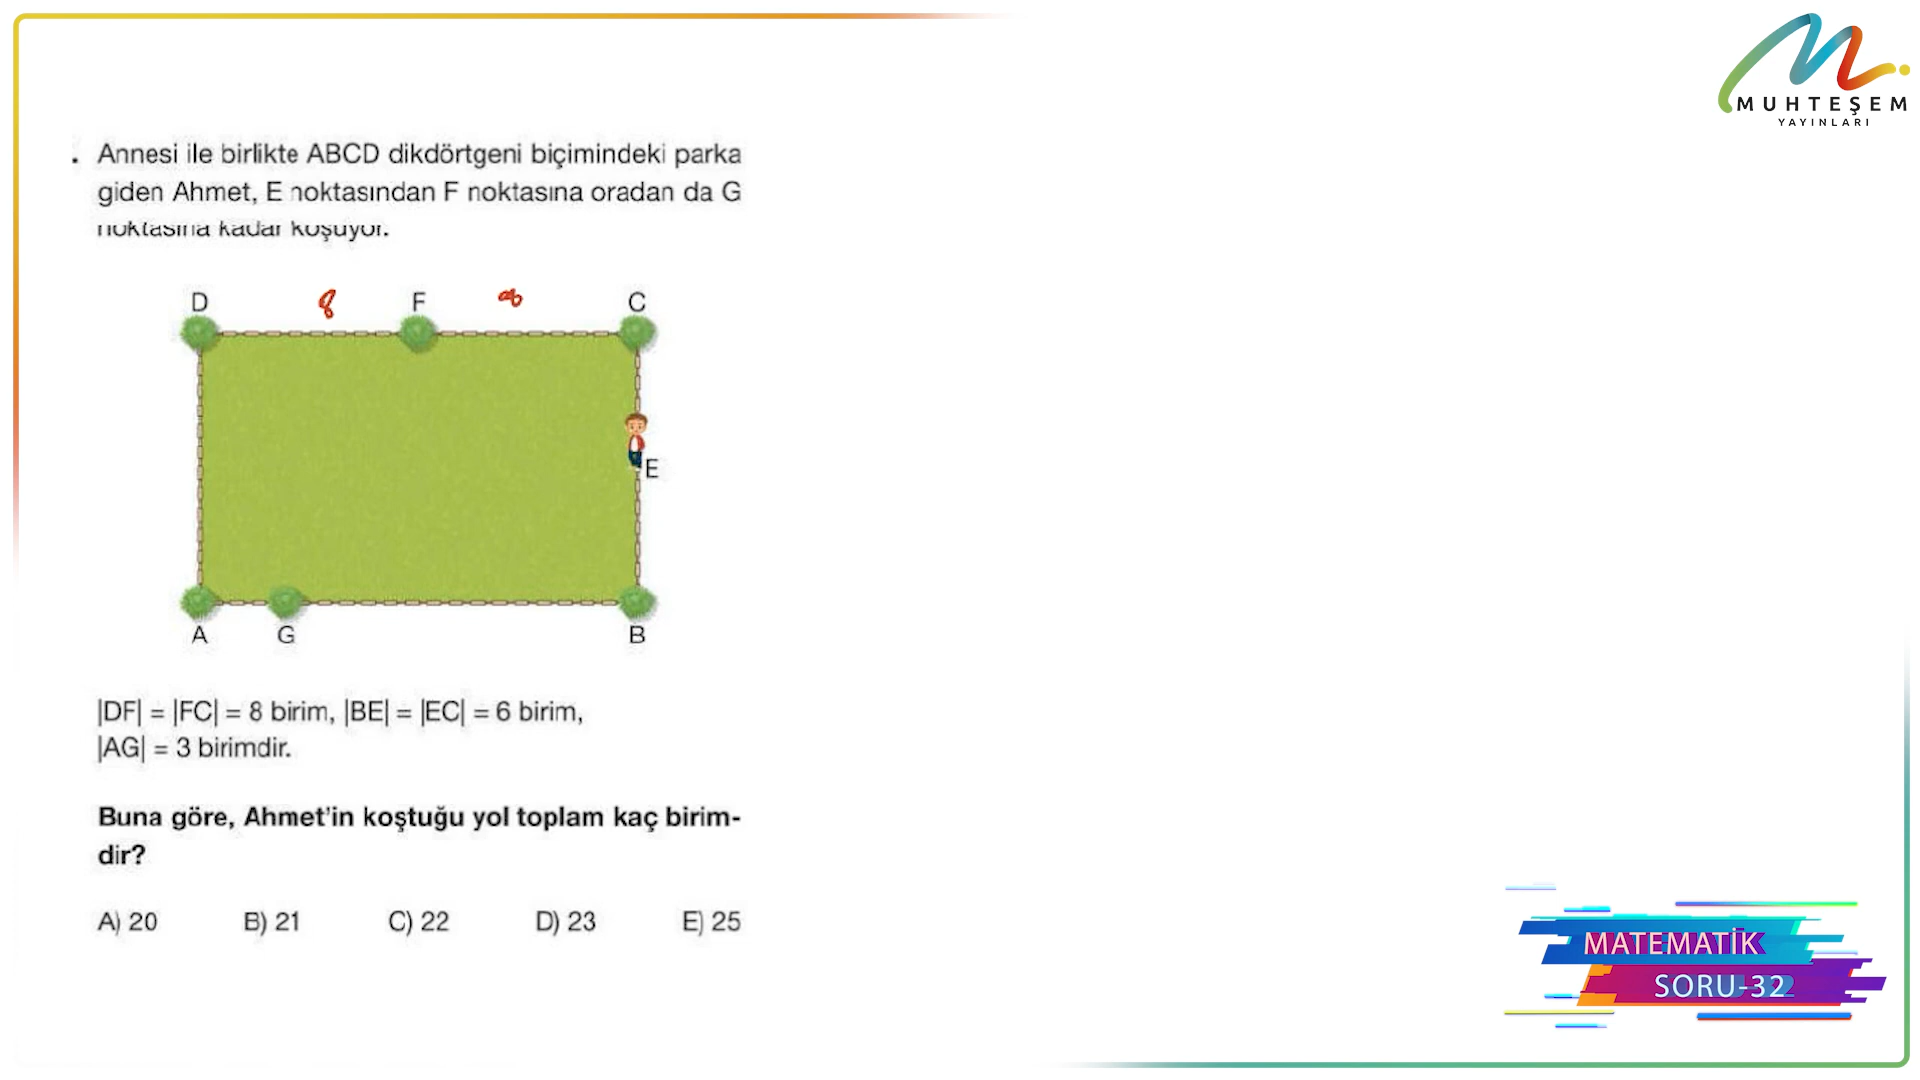 MUHTEŞEM
YAYINLARI
. Annesi ile birlikte ABCD dikdörtgeni biçimindeki parka
giden Ahmet, E noktasından F noktasına oradan da G
noktasına kadar koşuyor.
D 8 F 8 C
E
A G B
|DF| = |FC| = 8 birim, |BE| = |EC| = 6 birim,
|AG| = 3 birimdir.
Buna göre, Ahmet'in koştuğu yol toplam kaç birim-
dir?
A) 20 B) 21 C) 22 D) 23 E) 25
MATEMATİK
SORU-32